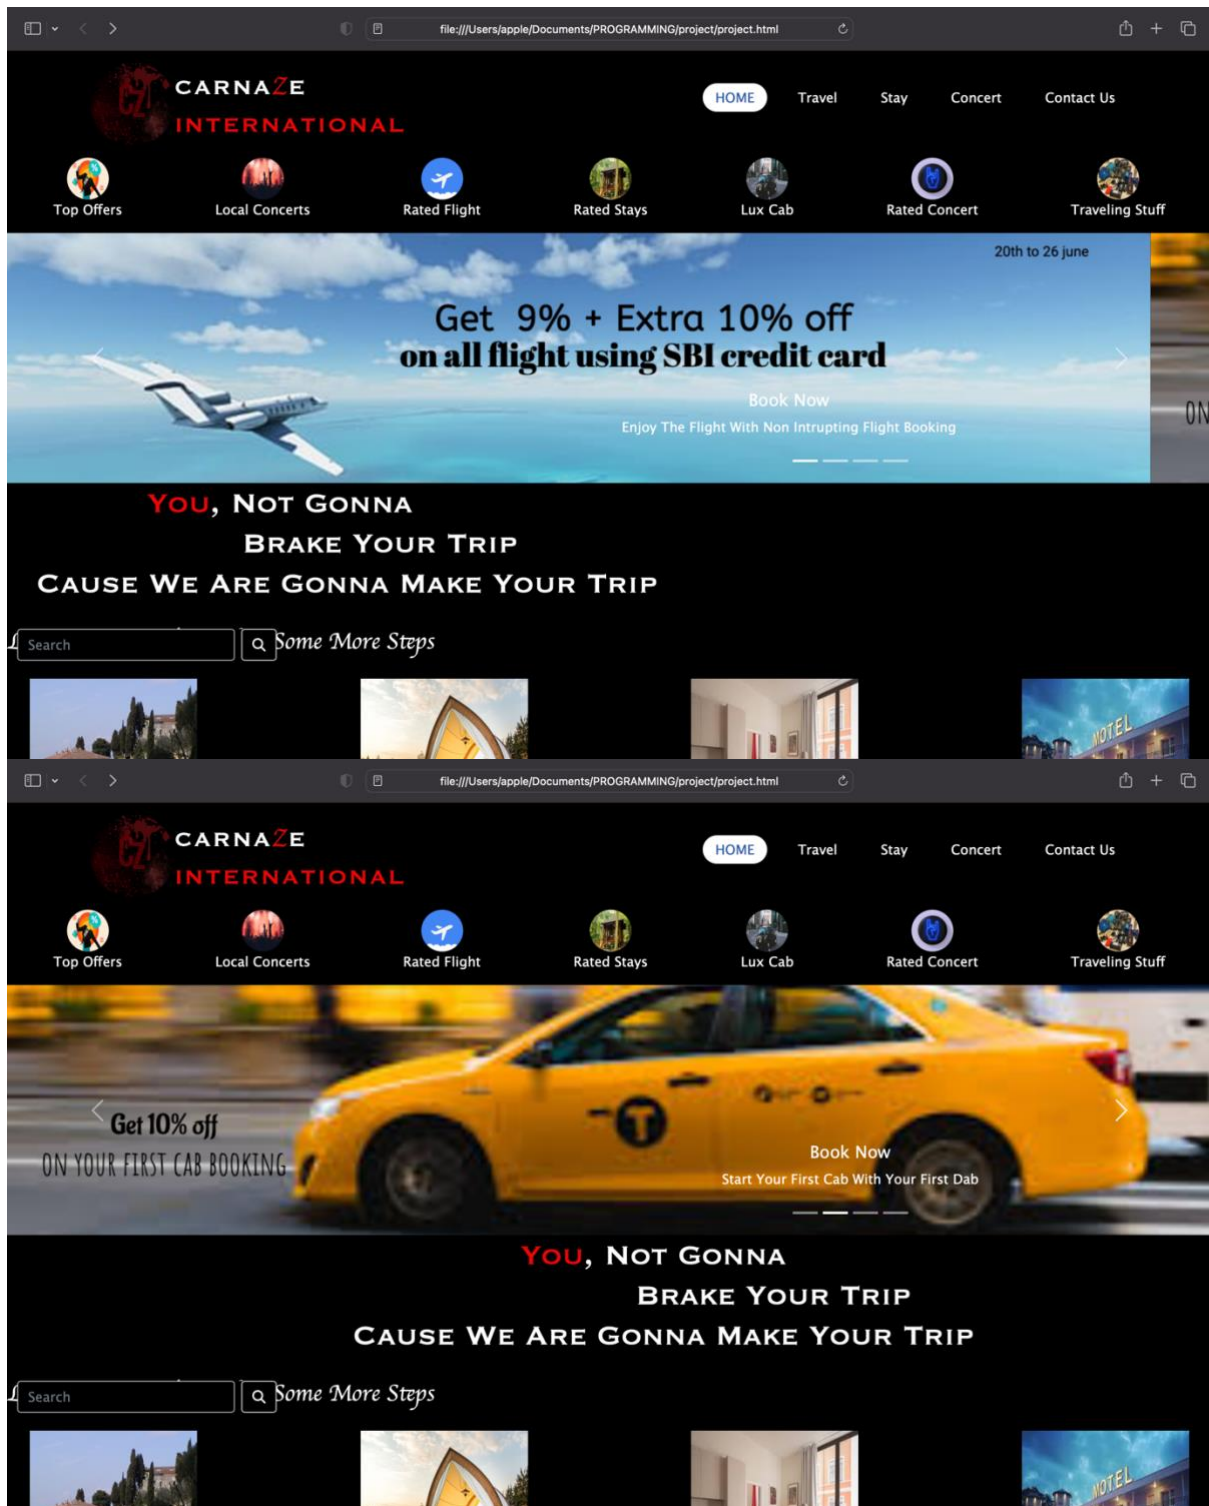 file:///Users/apple/Documents/PROGRAMMING/project/project.html
CZI
CARNAZE
INTERNATIONAL
HOME Travel Stay Concert Contact Us
Top Offers Local Concerts Rated Flight Rated Stays Lux Cab Rated Concert Traveling Stuff
20th to 26 june
Get 9% + Extra 10% off
on all flight using SBI credit card
ON
Book Now
Enjoy The Flight With Non Intrupting Flight Booking
You, Not Gonna
Brake Your Trip
Cause We Are Gonna Make Your Trip
Search
Some More Steps
MOTEL
file:///Users/apple/Documents/PROGRAMMING/project/project.html
CZI
CARNAZE
INTERNATIONAL
HOME Travel Stay Concert Contact Us
Top Offers Local Concerts Rated Flight Rated Stays Lux Cab Rated Concert Traveling Stuff
T
Get 10% off
ON YOUR FIRST CAB BOOKING
Book Now
Start Your First Cab With Your First Dab
You, Not Gonna
Brake Your Trip
Cause We Are Gonna Make Your Trip
Search
Some More Steps
MOTEL